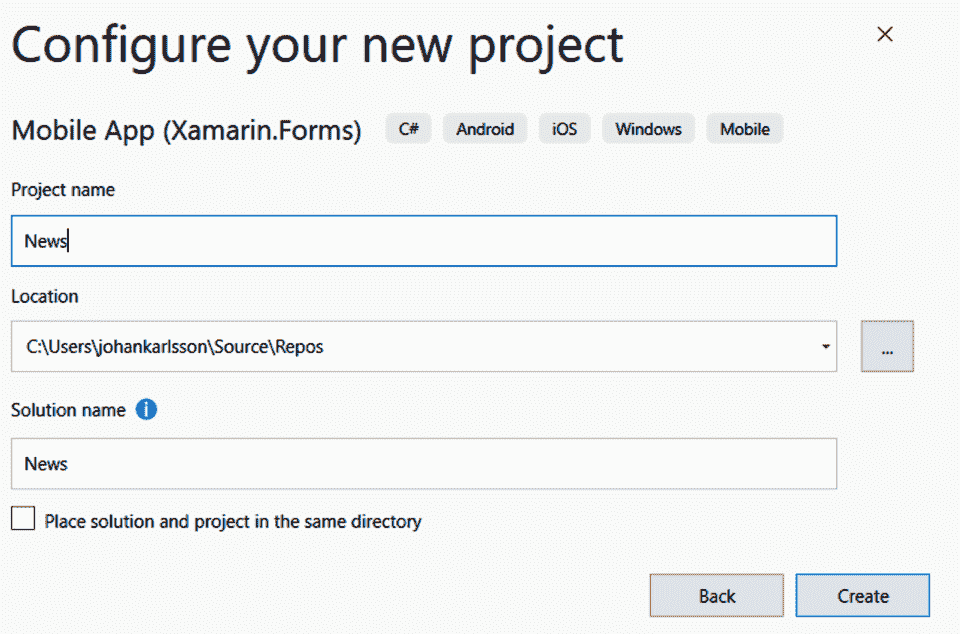 Configure your new project
Mobile App (Xamarin.Forms) C# Android iOS Windows Mobile
Project name
News
Location
C:\Users\johankarlsson\Source\Repos
...
Solution name
News
Place solution and project in the same directory
Back Create